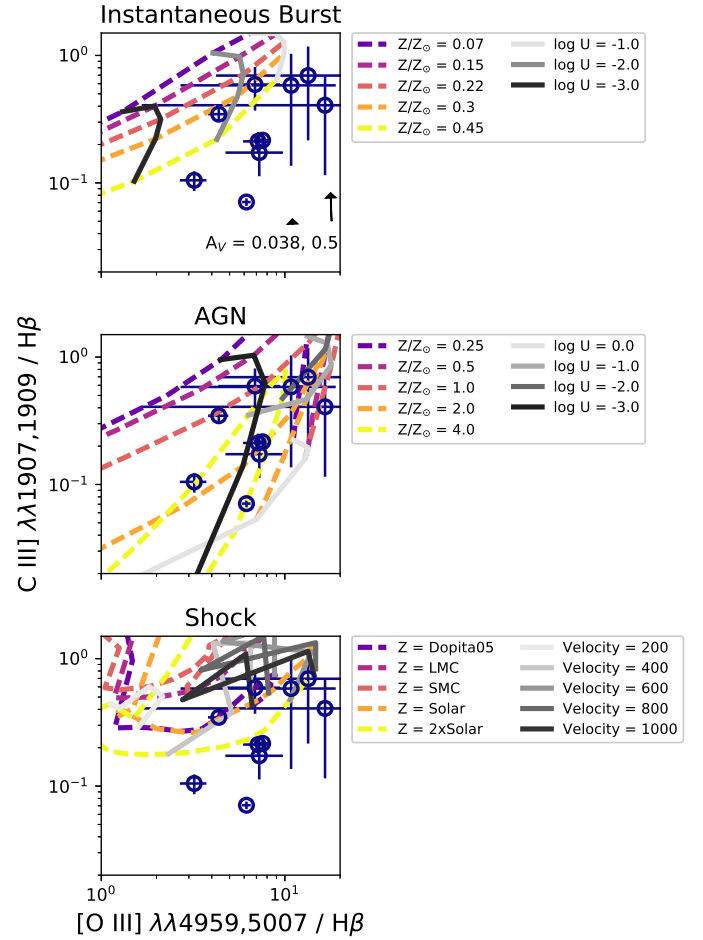 Instantaneous Burst
10⁰
10⁻¹
A_V = 0.038, 0.5
Z/Z⊙ = 0.07
Z/Z⊙ = 0.15
Z/Z⊙ = 0.22
Z/Z⊙ = 0.3
Z/Z⊙ = 0.45
log U = -1.0
log U = -2.0
log U = -3.0
AGN
10⁰
10⁻¹
Z/Z⊙ = 0.25
Z/Z⊙ = 0.5
Z/Z⊙ = 1.0
Z/Z⊙ = 2.0
Z/Z⊙ = 4.0
log U = 0.0
log U = -1.0
log U = -2.0
log U = -3.0
C III] λλ1907,1909 / Hβ
Shock
10⁰
10⁻¹
Z = Dopita05
Z = LMC
Z = SMC
Z = Solar
Z = 2xSolar
Velocity = 200
Velocity = 400
Velocity = 600
Velocity = 800
Velocity = 1000
10⁰
10¹
[O III] λλ4959,5007 / Hβ